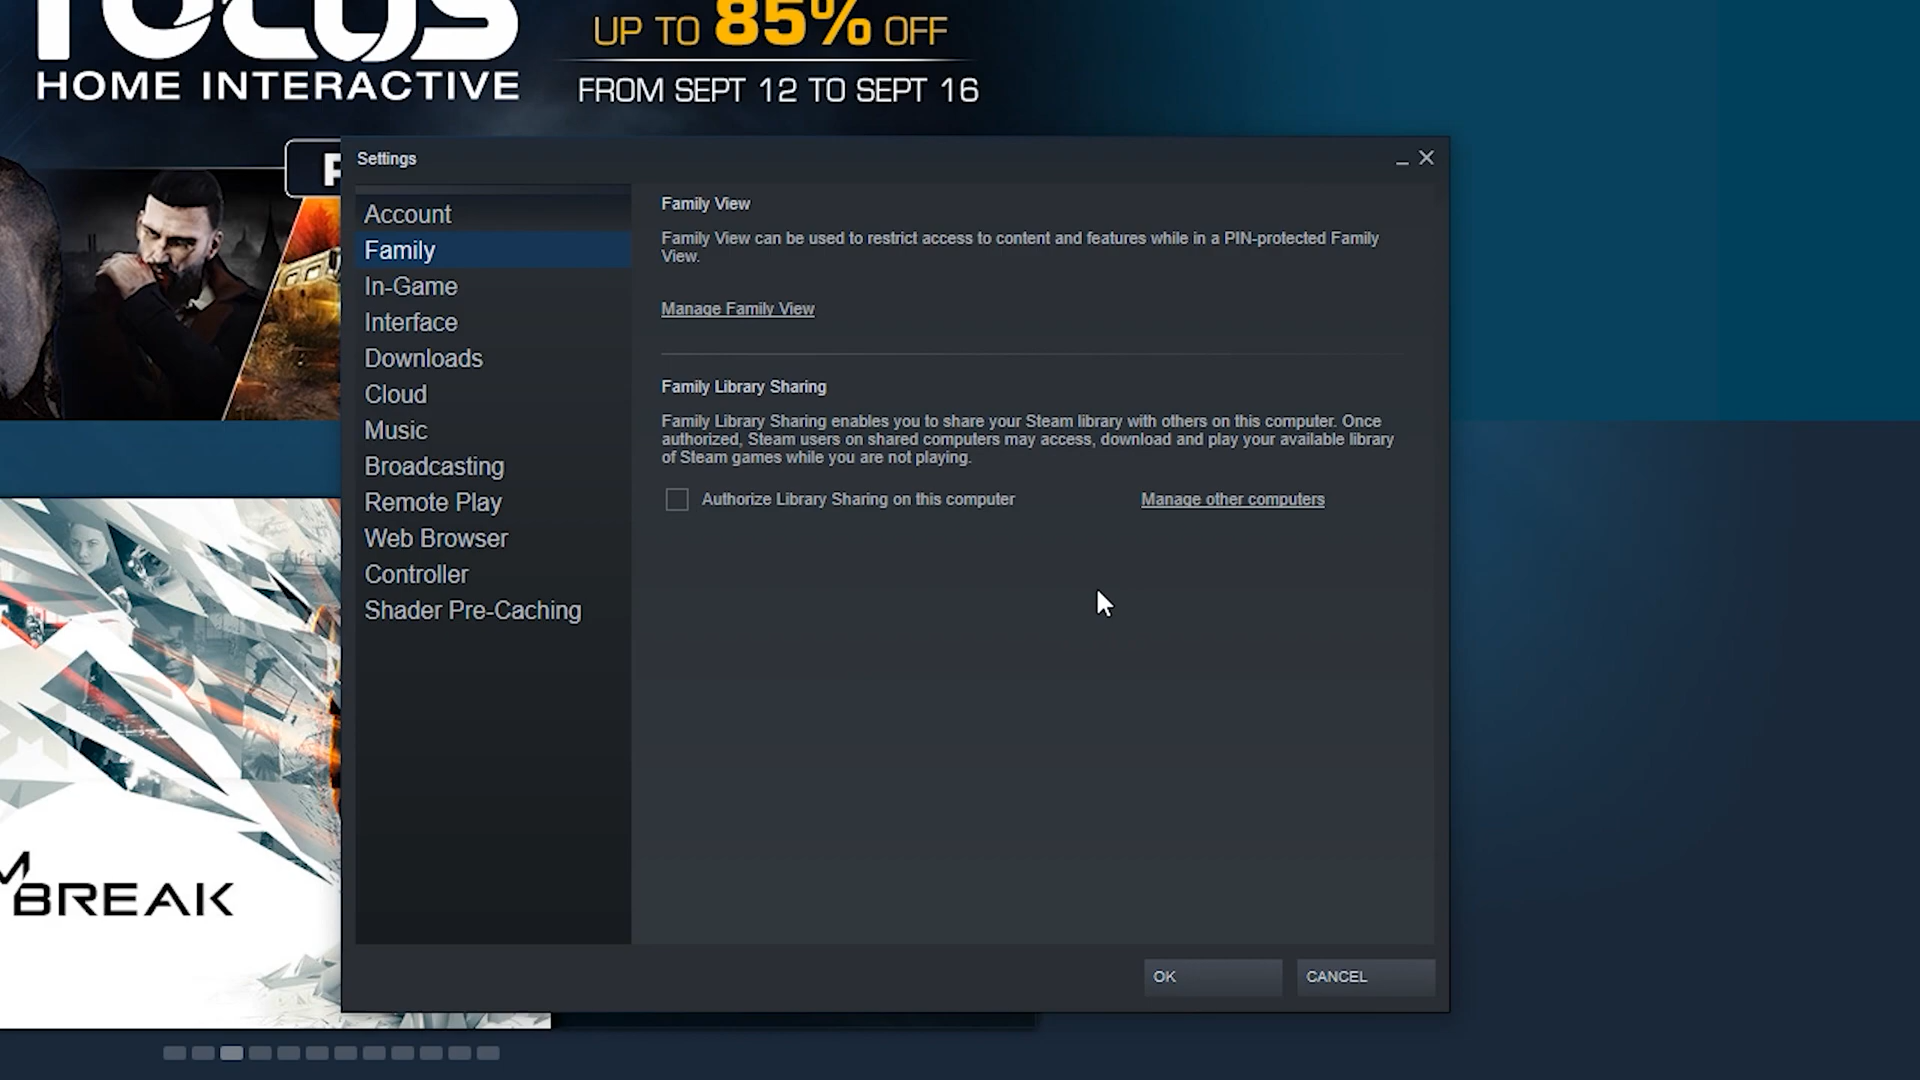 FOCUS
HOME INTERACTIVE
UP TO 85% OFF
FROM SEPT 12 TO SEPT 16
Settings
Account
Family
In-Game
Interface
Downloads
Cloud
Music
Broadcasting
Remote Play
Web Browser
Controller
Shader Pre-Caching
Family View
Family View can be used to restrict access to content and features while in a PIN-protected Family
View.
Manage Family View
Family Library Sharing
Family Library Sharing enables you to share your Steam library with others on this computer. Once
authorized, Steam users on shared computers may access, download and play your available library
of Steam games while you are not playing.
Authorize Library Sharing on this computer
Manage other computers
OK
CANCEL
BREAK